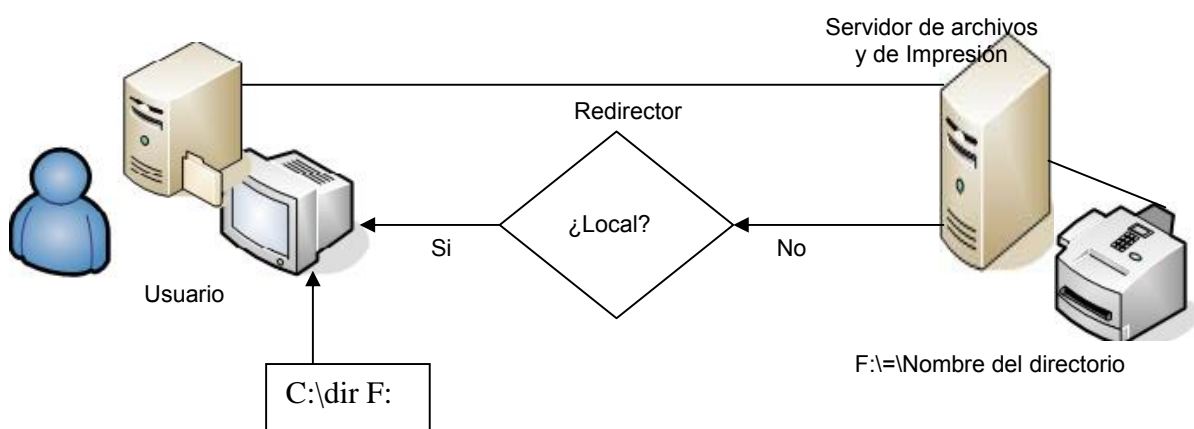 Servidor de archivos
y de Impresión
Redirector
¿Local?
Si
No
Usuario
F:\=\Nombre del directorio
C:\dir F: